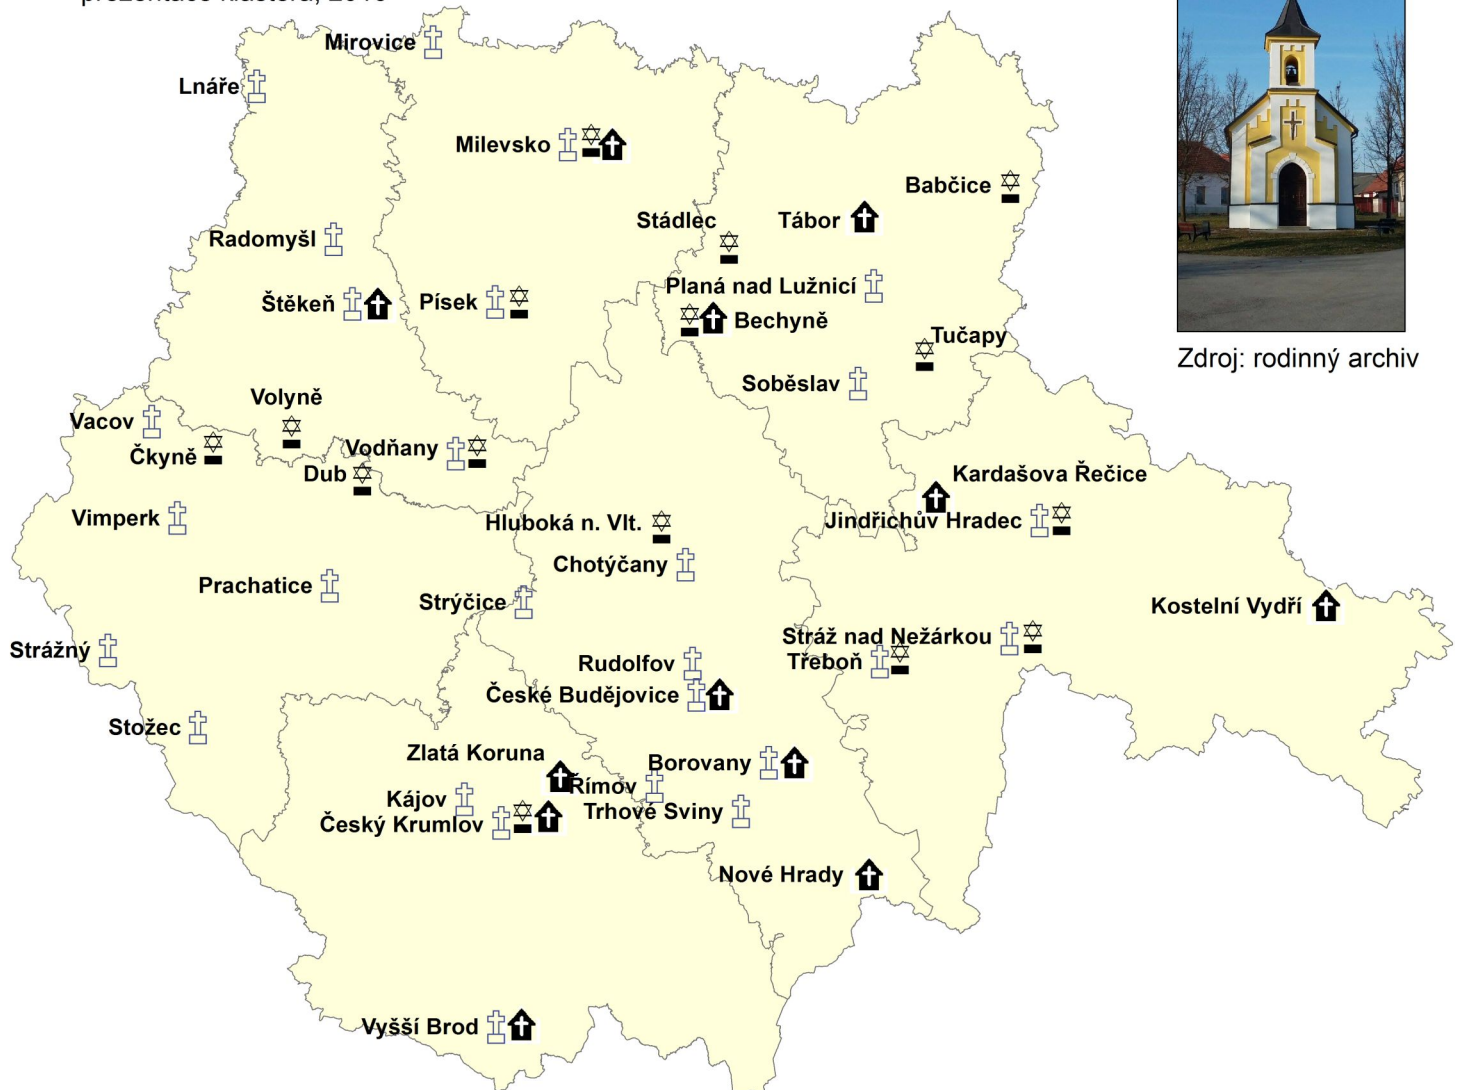 Mirovice
Lnáře
Milevsko
Babčice
Stádlec
Tábor
Radomyšl
Planá nad Lužnicí
Štěkeň
Písek
Bechyně
Tučapy
Zdroj: rodinný archiv
Soběslav
Volyně
Vacov
Čkyně
Vodňany
Dub
Kardašova Řečice
Vimperk
Hluboká n. Vlt.
Jindřichův Hradec
Chotýčany
Prachatice
Strýčice
Kostelní Vydří
Strážný
Stráž nad Nežárkou
Rudolfov
Třeboň
České Budějovice
Stožec
Zlatá Koruna
Borovany
Římov
Kájov
Trhové Sviny
Český Krumlov
Nové Hrady
Vyšší Brod